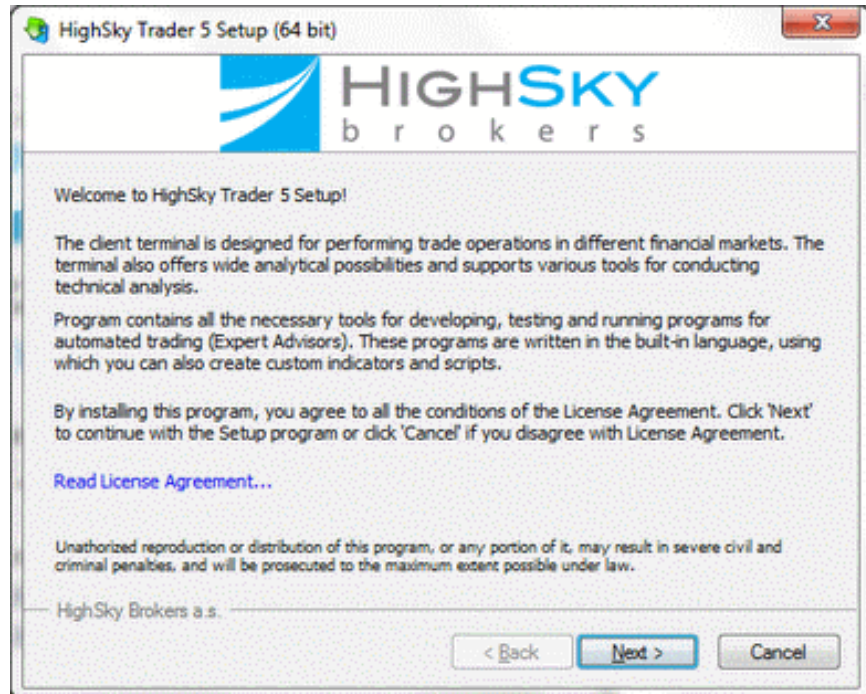 HighSky Trader 5 Setup (64 bit)
HIGHSKY
brokers
Welcome to HighSky Trader 5 Setup!
The client terminal is designed for performing trade operations in different financial markets. The
terminal also offers wide analytical possibilities and supports various tools for conducting
technical analysis.
Program contains all the necessary tools for developing, testing and running programs for
automated trading (Expert Advisors). These programs are written in the built-in language, using
which you can also create custom indicators and scripts.
By installing this program, you agree to all the conditions of the License Agreement. Click 'Next'
to continue with the Setup program or click 'Cancel' if you disagree with License Agreement.
Read License Agreement...
Unathorized reproduction or distribution of this program, or any portion of it, may result in severe civil and
criminal penalties, and will be prosecuted to the maximum extent possible under law.
HighSky Brokers a.s.
< Back Next > Cancel